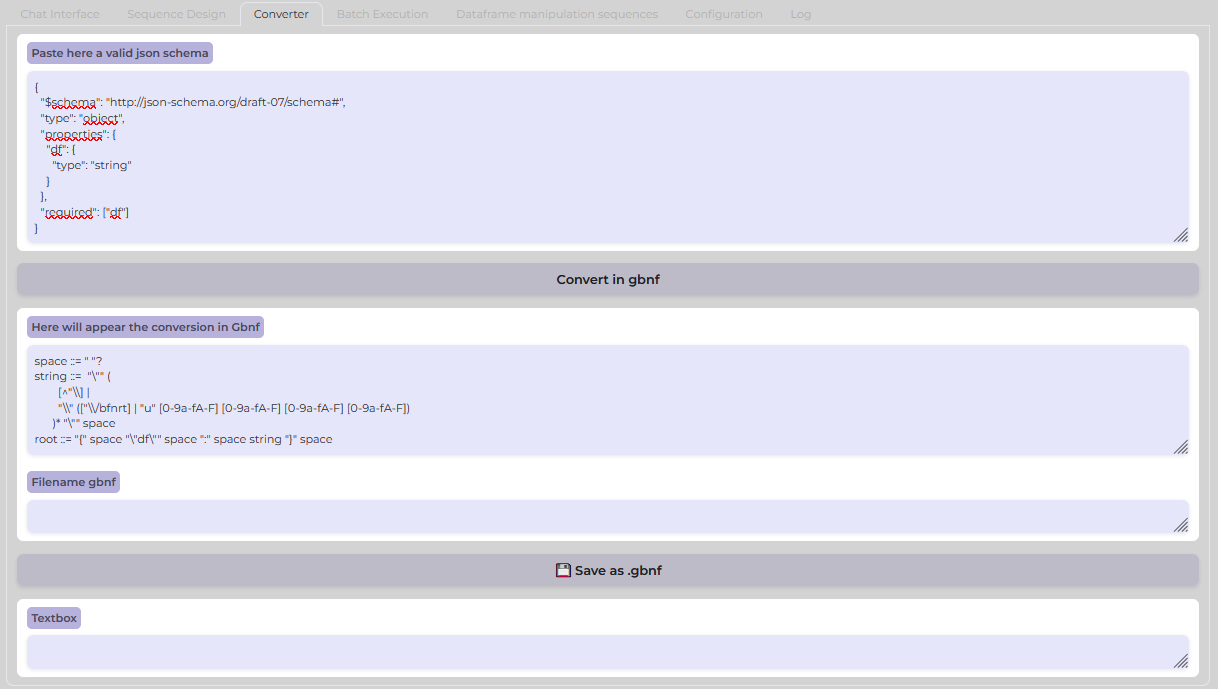 Chat Interface Sequence Design Converter Batch Execution Dataframe manipulation sequences Configuration Log
Paste here a valid json schema
{
  "$schema": "http://json-schema.org/draft-07/schema#",
  "type": "object",
  "properties": {
    "df": {
      "type": "string"
    }
  },
  "required": ["df"]
}
Convert in gbnf
Here will appear the conversion in Gbnf
space ::= " "?
string ::=  "\"" (
        [^"\\] |
        "\\" (["\\/bfnrt] | "u" [0-9a-fA-F] [0-9a-fA-F] [0-9a-fA-F] [0-9a-fA-F])
      )* "\"" space
root ::= "{" space "\"df\"" space ":" space string "}" space
Filename gbnf
💾 Save as .gbnf
Textbox